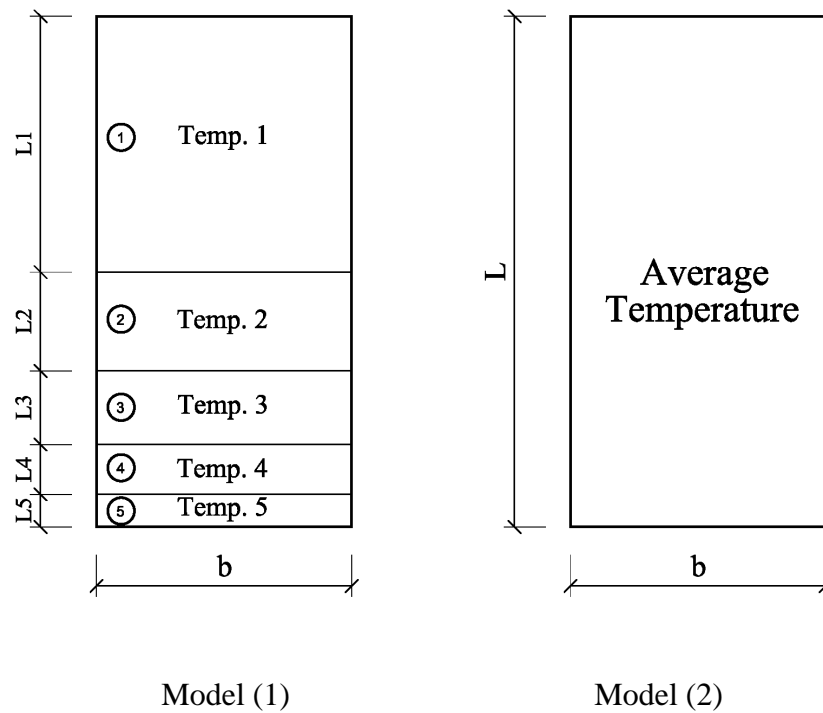 L1
1 Temp. 1
L2
2 Temp. 2
L3
3 Temp. 3
L4
4 Temp. 4
L5
5 Temp. 5
b
L
Average
Temperature
b
Model (1)
Model (2)